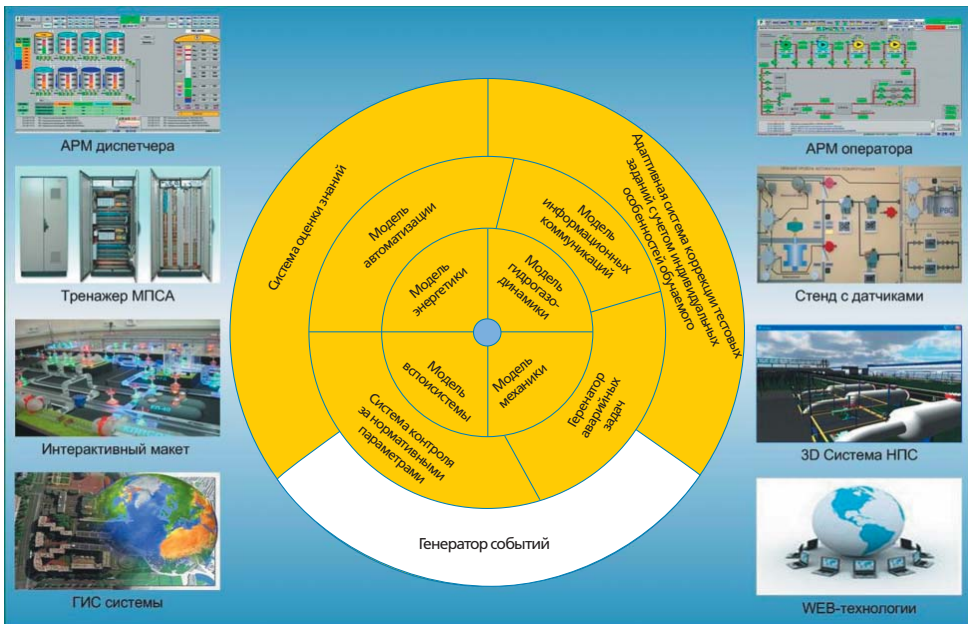 АРМ диспетчера
Тренажер МПСА
Интерактивный макет
ГИС системы
Система оценки знаний
Адаптивная система коррекции тестовых
заданий с учетом индивидуальных
особенностей обучаемого
Модель
автоматизации
Модель
информационных
коммуникаций
Модель
энергетики
Модель
гидрогазо-
динамики
Модель
встоисистемы
Модель
механики
Система контроля
за нормативными
параметрами
Геренатор
аварийных
задач
Генератор событий
АРМ оператора
Стенд с датчиками
3D Система НПС
WEB-технологии